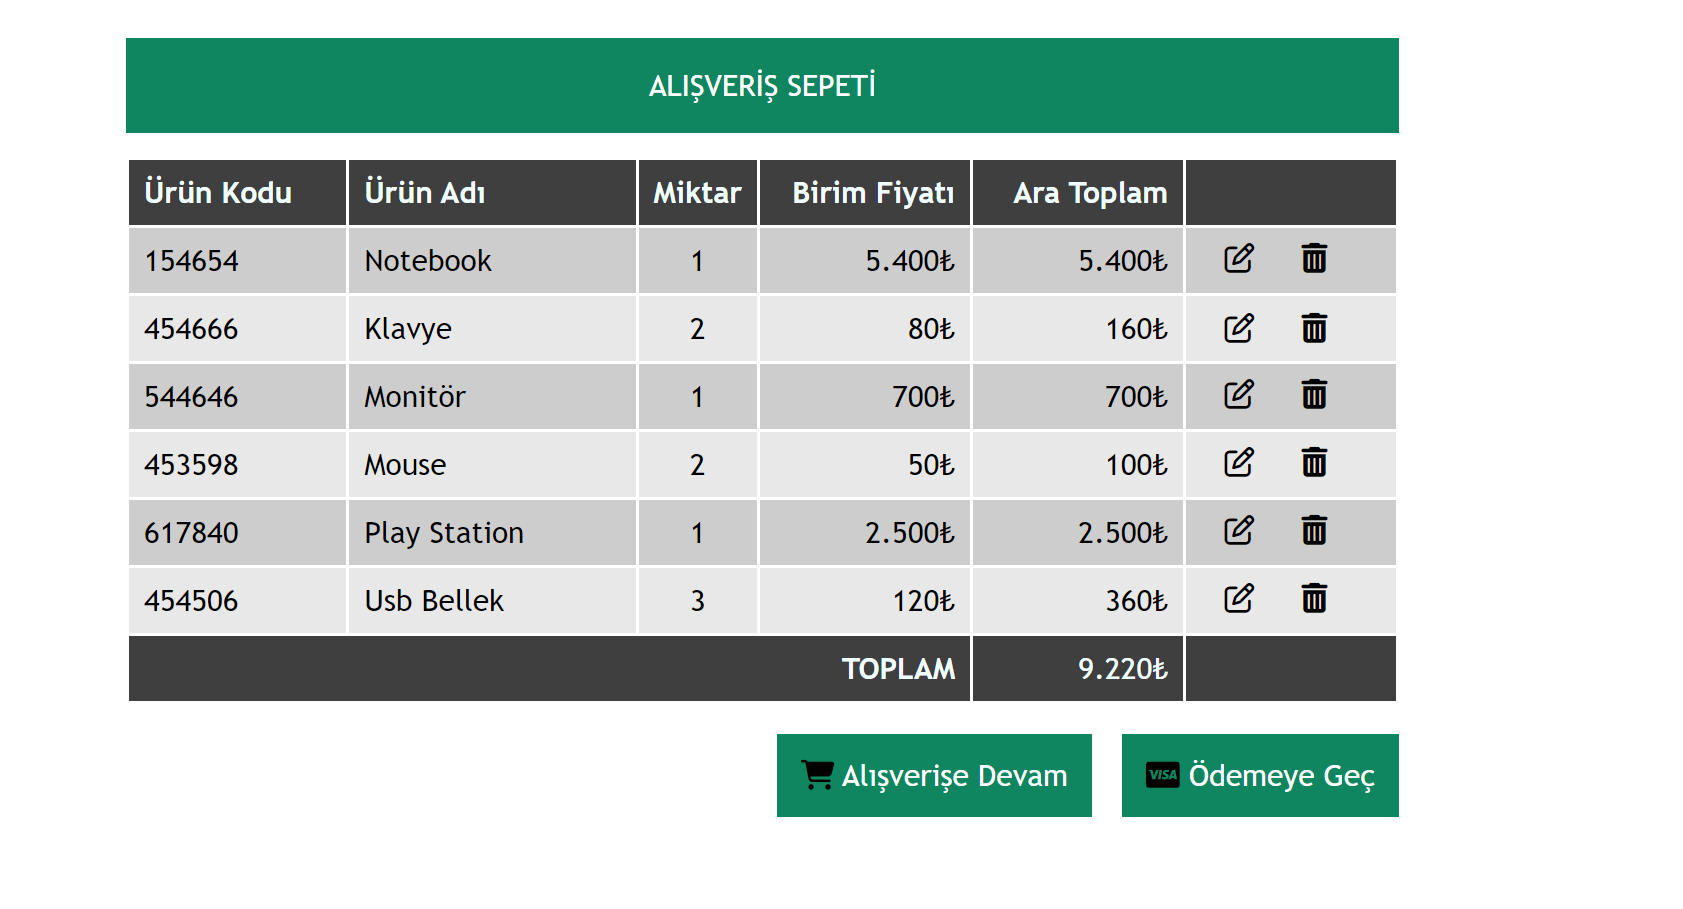 ALIŞVERİŞ SEPETİ
Ürün Kodu Ürün Adı Miktar Birim Fiyatı Ara Toplam
154654 Notebook 1 5.400₺ 5.400₺
454666 Klavye 2 80₺ 160₺
544646 Monitör 1 700₺ 700₺
453598 Mouse 2 50₺ 100₺
617840 Play Station 1 2.500₺ 2.500₺
454506 Usb Bellek 3 120₺ 360₺
TOPLAM 9.220₺
Alışverişe Devam VISA Ödemeye Geç